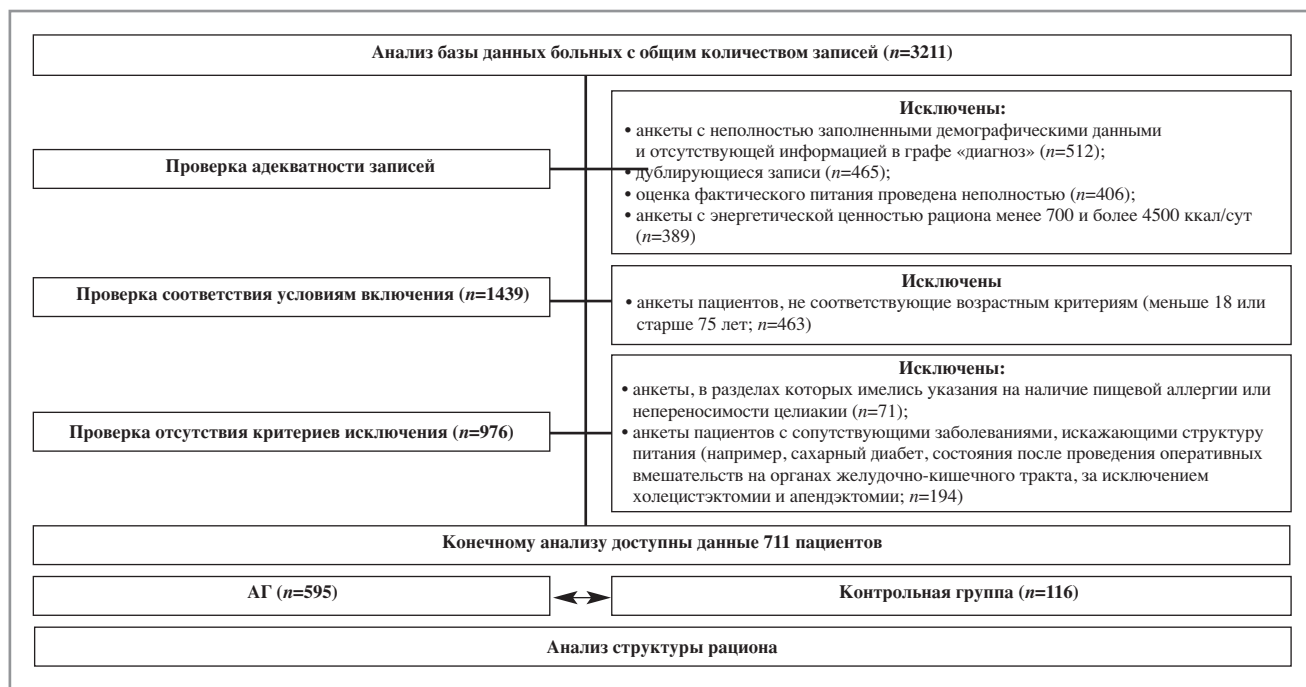 Анализ базы данных больных с общим количеством записей (n=3211)
Проверка адекватности записей
Исключены:
• анкеты с неполностью заполненными демографическими данными
и отсутствующей информацией в графе «диагноз» (n=512);
• дублирующиеся записи (n=465);
• оценка фактического питания проведена неполностью (n=406);
• анкеты с энергетической ценностью рациона менее 700 и более 4500 ккал/сут
(n=389)
Проверка соответствия условиям включения (n=1439)
Исключены
• анкеты пациентов, не соответствующие возрастным критериям (меньше 18 или
старше 75 лет; n=463)
Проверка отсутствия критериев исключения (n=976)
Исключены:
• анкеты, в разделах которых имелись указания на наличие пищевой аллергии или
непереносимости целиакии (n=71);
• анкеты пациентов с сопутствующими заболеваниями, искажающими структуру
питания (например, сахарный диабет, состояния после проведения оперативных
вмешательств на органах желудочно-кишечного тракта, за исключением
холецистэктомии и апендэктомии; n=194)
Конечному анализу доступны данные 711 пациентов
АГ (n=595)
Контрольная группа (n=116)
Анализ структуры рациона